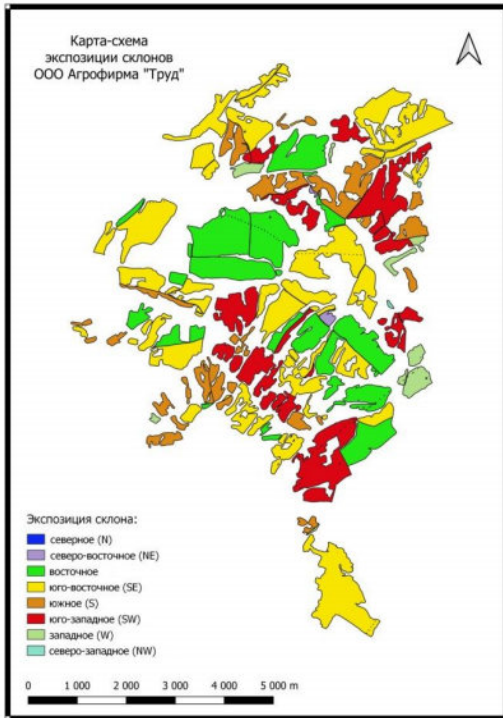 Карта-схема
экспозиции склонов
ООО Агрофирма "Труд"
Экспозиция склона:
северное (N)
северо-восточное (NE)
восточное
юго-восточное (SE)
южное (S)
юго-западное (SW)
западное (W)
северо-западное (NW)
0 1 000 2 000 3 000 4 000 5 000 m